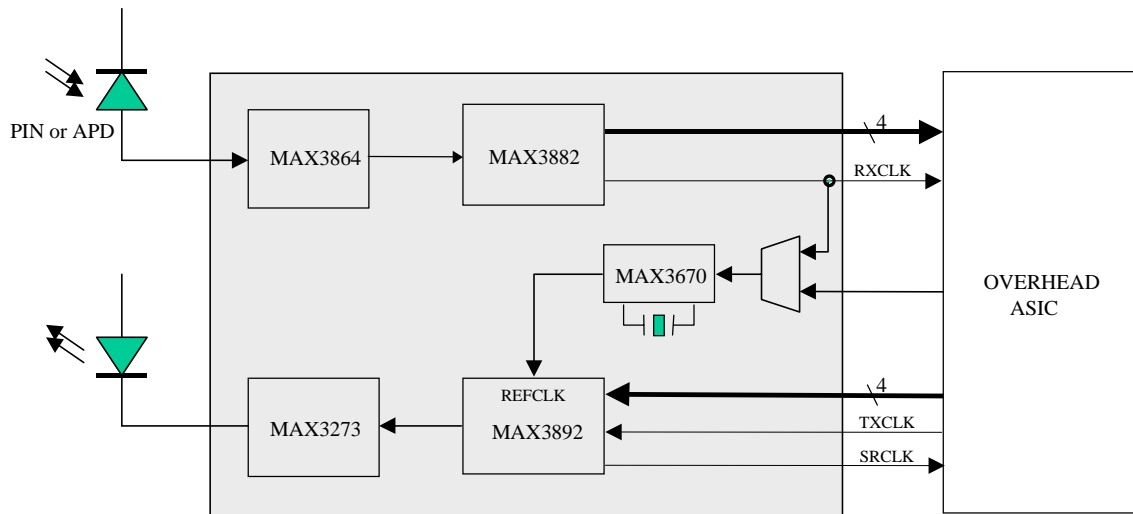 PIN or APD
MAX3864
MAX3882
4
RXCLK
MAX3670
OVERHEAD
ASIC
4
REFCLK
MAX3892
MAX3273
TXCLK
SRCLK